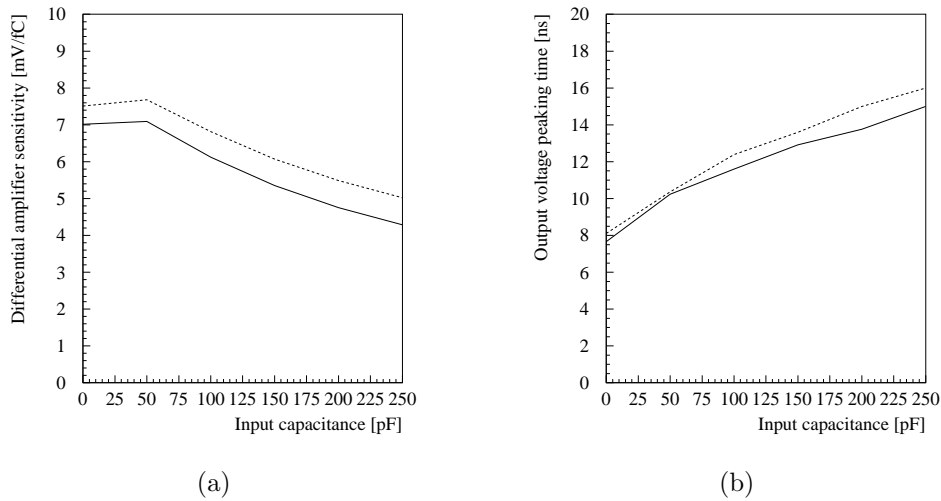 Differential amplifier sensitivity [mV/fC]
10
9
8
7
6
5
4
3
2
1
0
0 25 50 75 100 125 150 175 200 225 250
Input capacitance [pF]
(a)
Output voltage peaking time [ns]
20
18
16
14
12
10
8
6
4
2
0
0 25 50 75 100 125 150 175 200 225 250
Input capacitance [pF]
(b)